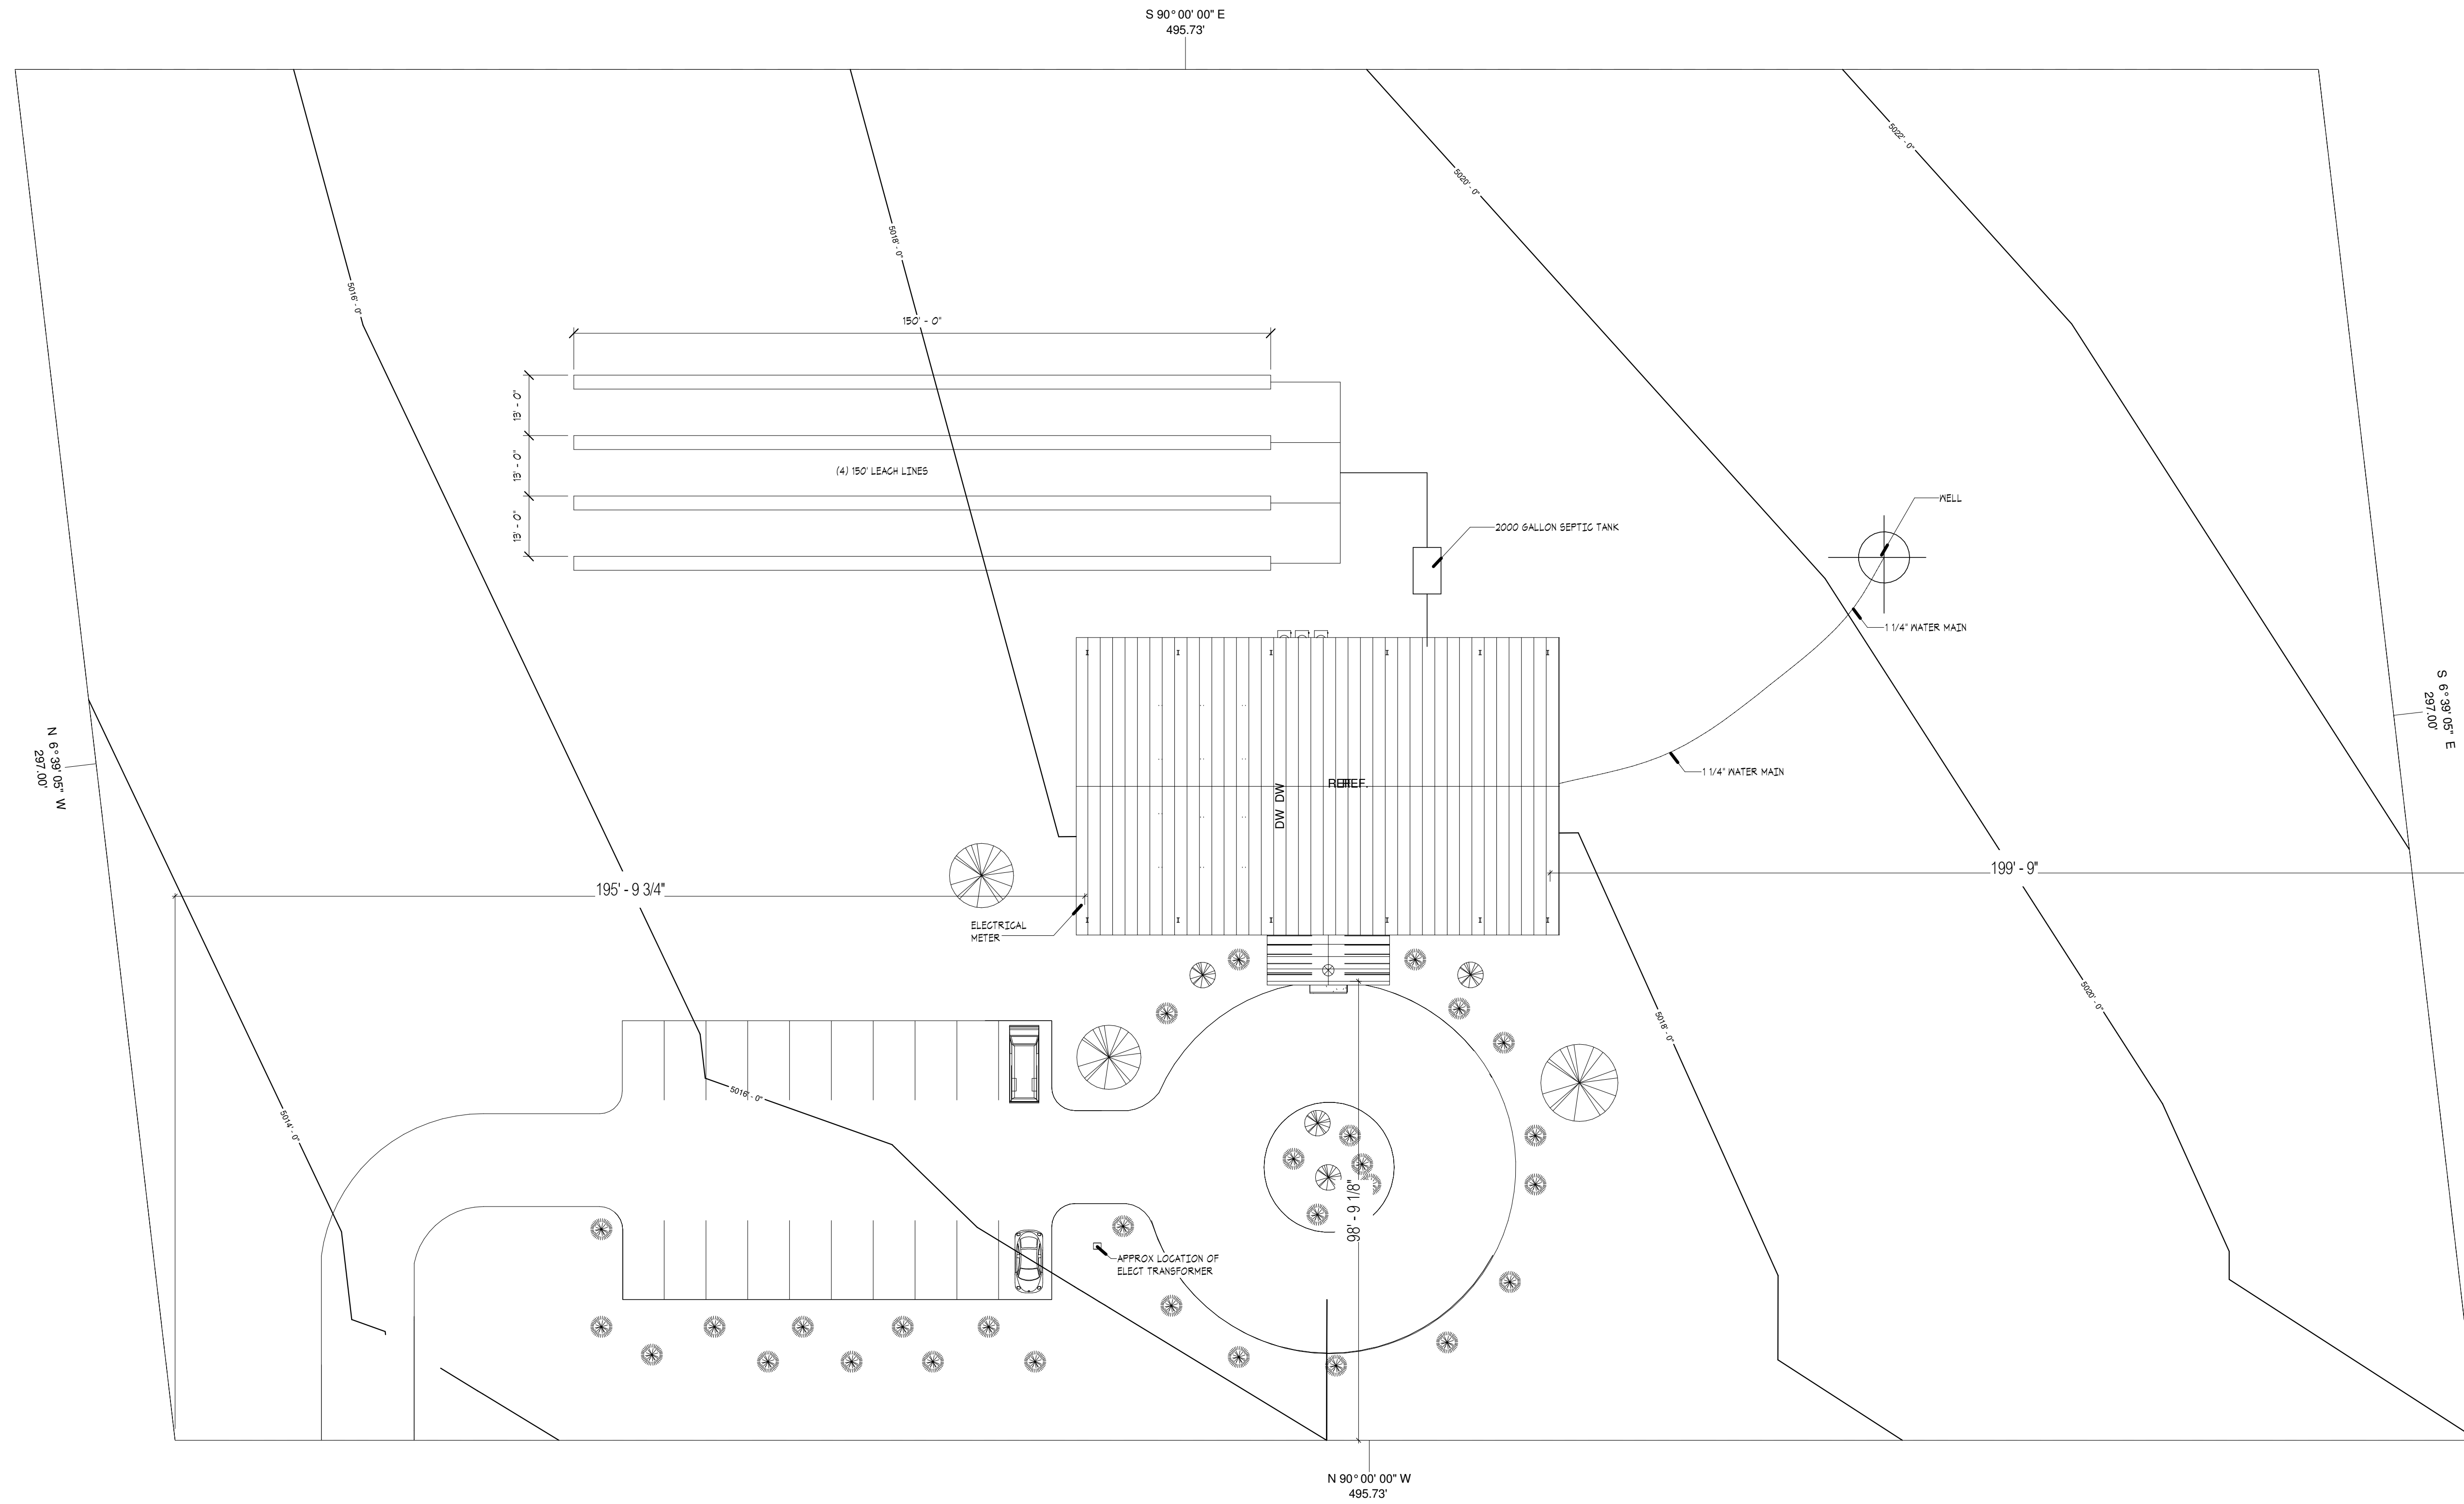 S 90° 00' 00" E
495.73'
5022' - 0"
5020' - 0"
5018' - 0"
5016' - 0"
150' - 0"
13' - 0"
13' - 0"
13' - 0"
(4) 150' LEACH LINES
WELL
2000 GALLON SEPTIC TANK
1 1/4" WATER MAIN
1 1/4" WATER MAIN
N 6° 39' 05" W
297.00'
S 6° 39' 05" E
297.00'
DW DW
REF.
195' - 9 3/4"
199' - 9"
ELECTRICAL
METER
5020' - 0"
5018' - 0"
5016' - 0"
5014' - 0"
98' - 9 1/8"
APPROX LOCATION OF
ELECT TRANSFORMER
N 90° 00' 00" W
495.73'